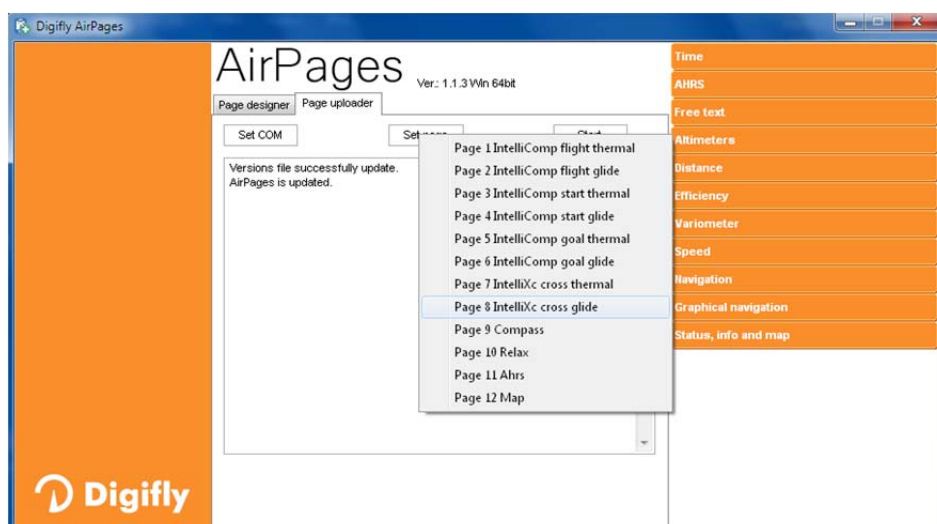 Digifly AirPages
AirPages
Ver.: 1.1.3 Win 64bit
Page designer
Page uploader
Set COM
Versions file successfully update.
AirPages is updated.
Page 1 IntelliComp flight thermal
Page 2 IntelliComp flight glide
Page 3 IntelliComp start thermal
Page 4 IntelliComp start glide
Page 5 IntelliComp goal thermal
Page 6 IntelliComp goal glide
Page 7 IntelliXc cross thermal
Page 8 IntelliXc cross glide
Page 9 Compass
Page 10 Relax
Page 11 Ahrs
Page 12 Map
Time
AHRS
Free text
Altimeters
Distance
Efficiency
Variometer
Speed
Navigation
Graphical navigation
Status, info and map
Digifly